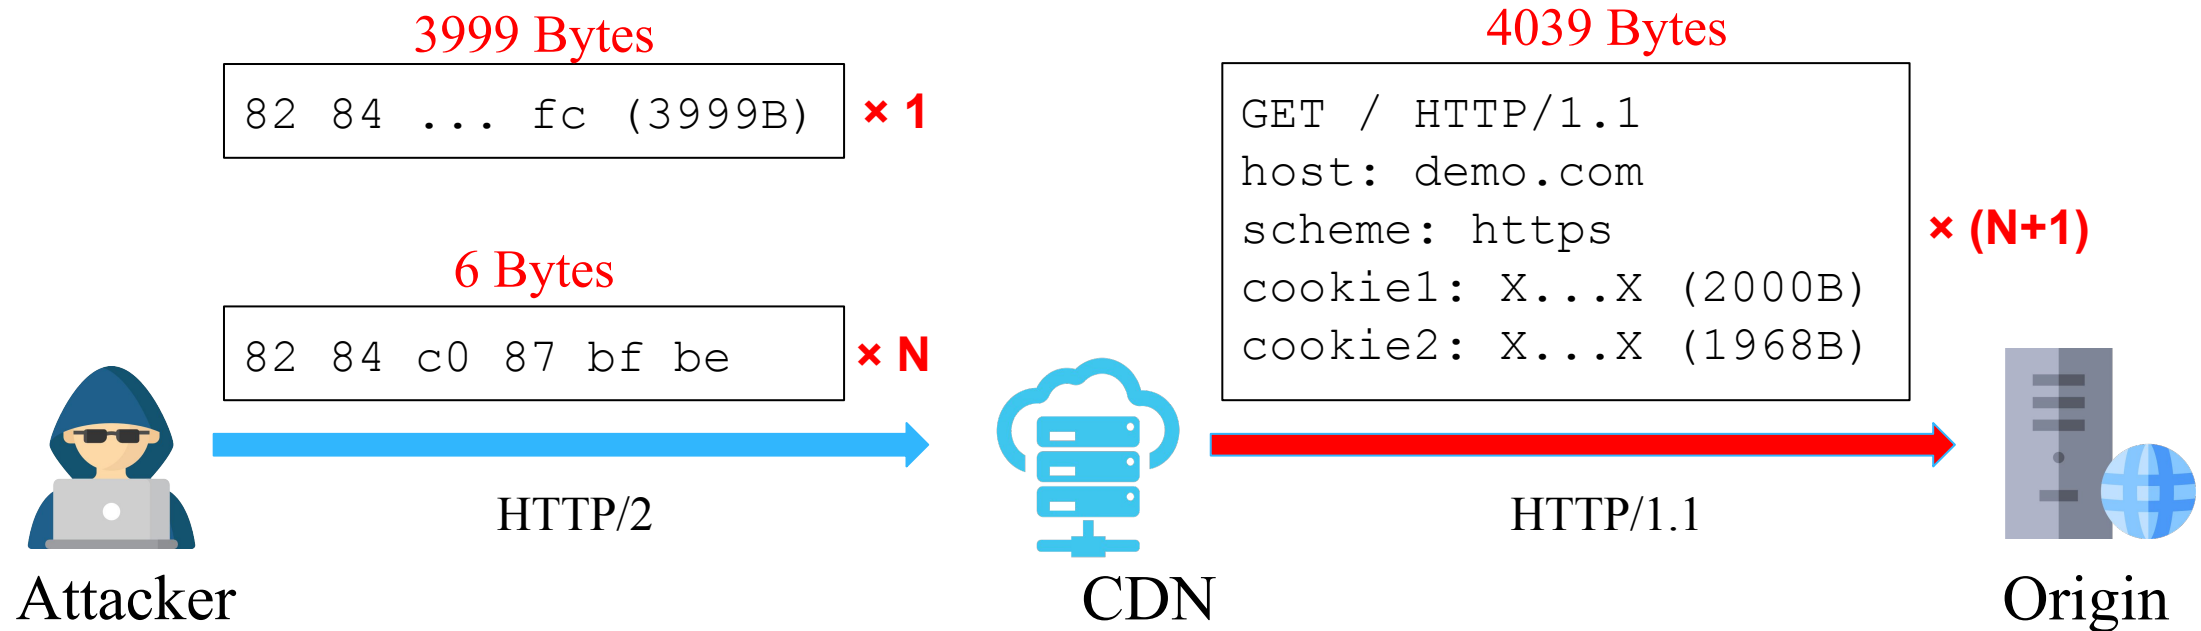 3999 Bytes
82 84 ... fc (3999B)
× 1
6 Bytes
82 84 c0 87 bf be
× N
HTTP/2
Attacker
CDN
4039 Bytes
GET / HTTP/1.1
host: demo.com
scheme: https
cookie1: X...X (2000B)
cookie2: X...X (1968B)
× (N+1)
HTTP/1.1
Origin